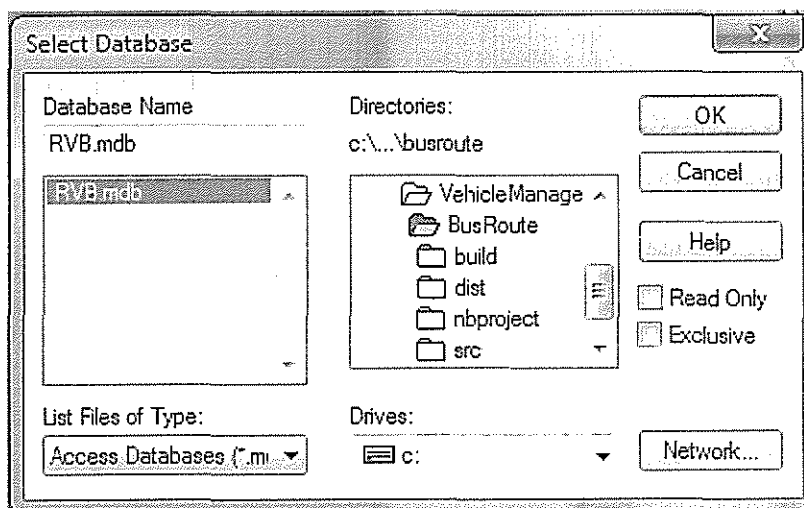 Select Database
Database Name
RVB.mdb
RVB.mdb
List Files of Type:
Access Databases (*.m
Directories:
c:\...\busroute
VehicleManage
BusRoute
build
dist
nbproject
src
Drives:
c:
OK
Cancel
Help
Read Only
Exclusive
Network...